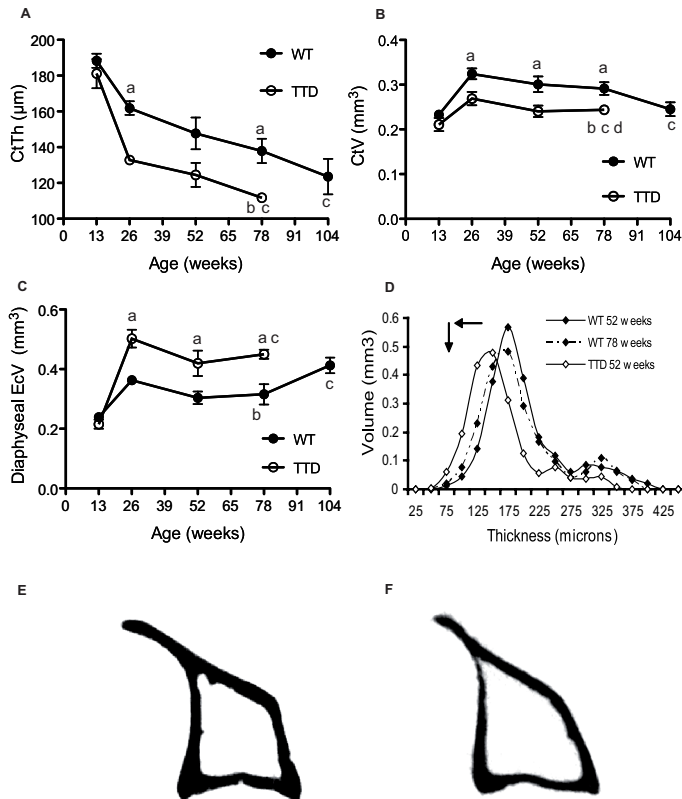 A
200
180
160
140
120
100
CtTh (µm)
a
a
b c
c
WT
TTD
0 13 26 39 52 65 78 91 104
Age (weeks)
B
0.4
0.3
0.2
0.1
0.0
CtV (mm3)
a
a
a
b c d
c
WT
TTD
0 13 26 39 52 65 78 91 104
Age (weeks)
C
0.6
0.4
0.2
0.0
Diaphyseal EcV (mm3)
a
a
a c
b
c
WT
TTD
0 13 26 39 52 65 78 91 104
Age (weeks)
D
0.6
0.5
0.4
0.3
0.2
0.1
0
Volume (mm3)
WT 52 weeks
WT 78 weeks
TTD 52 weeks
25 75 125 175 225 275 325 375 425
Thickness (microns)
E
F